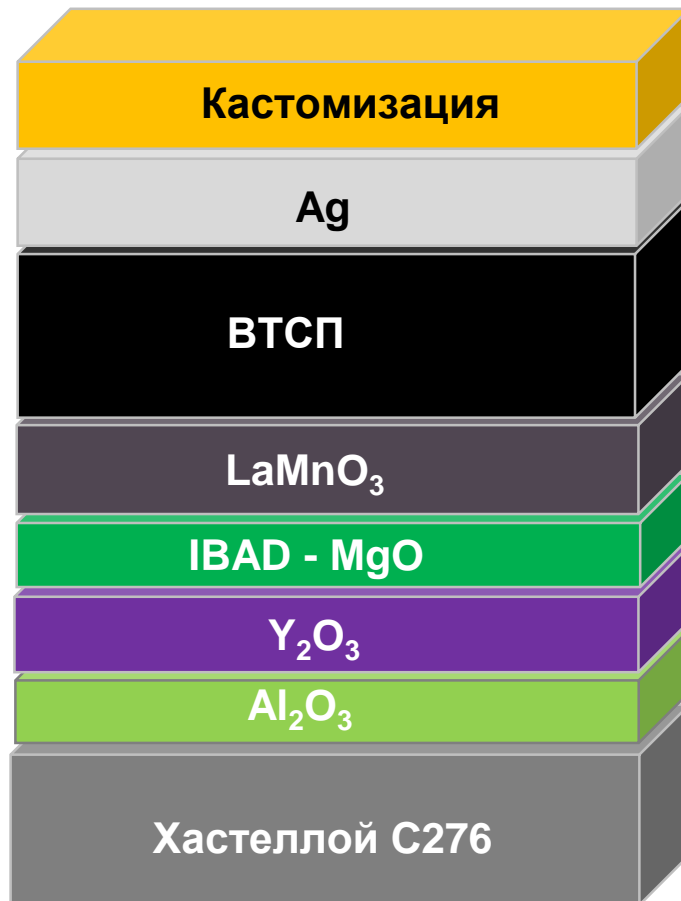 Кастомизация
Ag
ВТСП
LaMnO₃
IBAD - MgO
Y₂O₃
Al₂O₃
Хастеллой С276